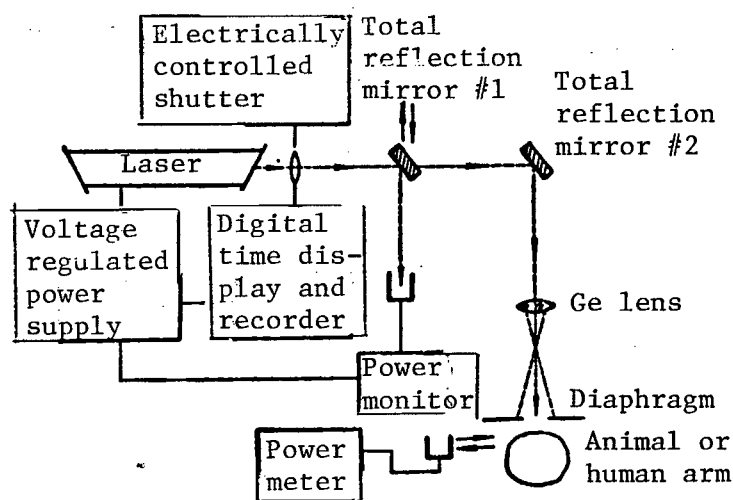 Electrically
controlled
shutter
Total
reflection
mirror #1
Total
reflection
mirror #2
Laser
Voltage
regulated
power
supply
Digital
time dis-
play and
recorder
Ge lens
Power
monitor
Diaphragm
Power
meter
Animal or
human arm